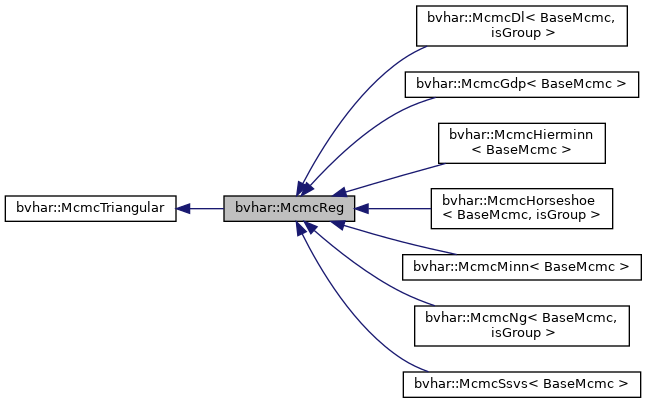 bvhar::McmcDl< BaseMcmc,
isGroup >
bvhar::McmcGdp< BaseMcmc >
bvhar::McmcHierminn
< BaseMcmc >
bvhar::McmcTriangular
bvhar::McmcReg
bvhar::McmcHorseshoe
< BaseMcmc, isGroup >
bvhar::McmcMinn< BaseMcmc >
bvhar::McmcNg< BaseMcmc,
isGroup >
bvhar::McmcSsvs< BaseMcmc >